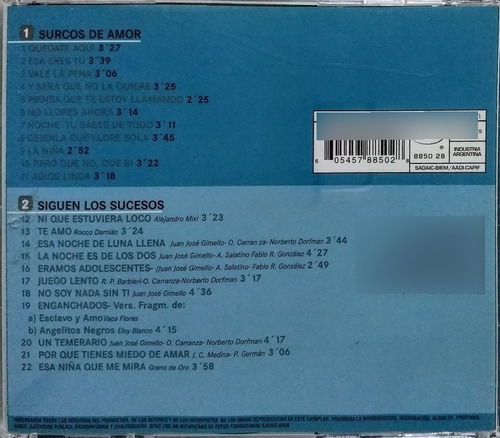 1 SURCOS DE AMOR
1 QUEDATE AQUI 3´27
2 ESA ERES TU 3´39
3 VALE LA PENA 3´06
4 Y SERA QUE NO LA QUIERE 3´25
5 PIENSA QUE TE ESTOY LLAMANDO 2´25
6 NO LLORES AHORA 3´14
7 NOCHE TU SABES DE TODO 3´11
8 DEJENLA QUE LLORE SOLA 3´45
9 LA NIÑA 2´52
10 PERO QUE NO, QUE SI 3´22
11 ADIOS LINDA 3´18
6 05457 88502
8850 28
INDUSTRIA
ARGENTINA
SADAIC-BIEM/AADI-CAPIF
2 SIGUEN LOS SUCESOS
12 NI QUE ESTUVIERA LOCO Alejandro Mixi) 3´23
13 TE AMO Rocco Damián) 3´24
14 ESA NOCHE DE LUNA LLENA Juan José Gimello- O. Carran za- Norberto Dorfman) 3´44
15 LA NOCHE ES DE LOS DOS Juan José Gimello- A. Salatino Fabio R. González) 4´27
16 ERAMOS ADOLESCENTES- (Juan José Gimello- A. Salatino- Fabio R. González) 2´49
17 JUEGO LENTO R. P. Barbieri-O. Carranza-Norberto Dorfman) 3´17
18 NO SOY NADA SIN TI Juan José Gimello) 4´36
19 ENGANCHADOS- Vers. Fragm. de:
a) Esclavo y Amo Vaca Flores
b) Angelitos Negros Eloy Blanco) 4´15
20 UN TEMERARIO Juan José Gimello- O. Carranza- Norberto Dorfman) 4´17
21 POR QUE TIENES MIEDO DE AMAR J. C. Medina- P. Germán) 3´06
22 ESA NIÑA QUE ME MIRA Grano de Oro) 3´58